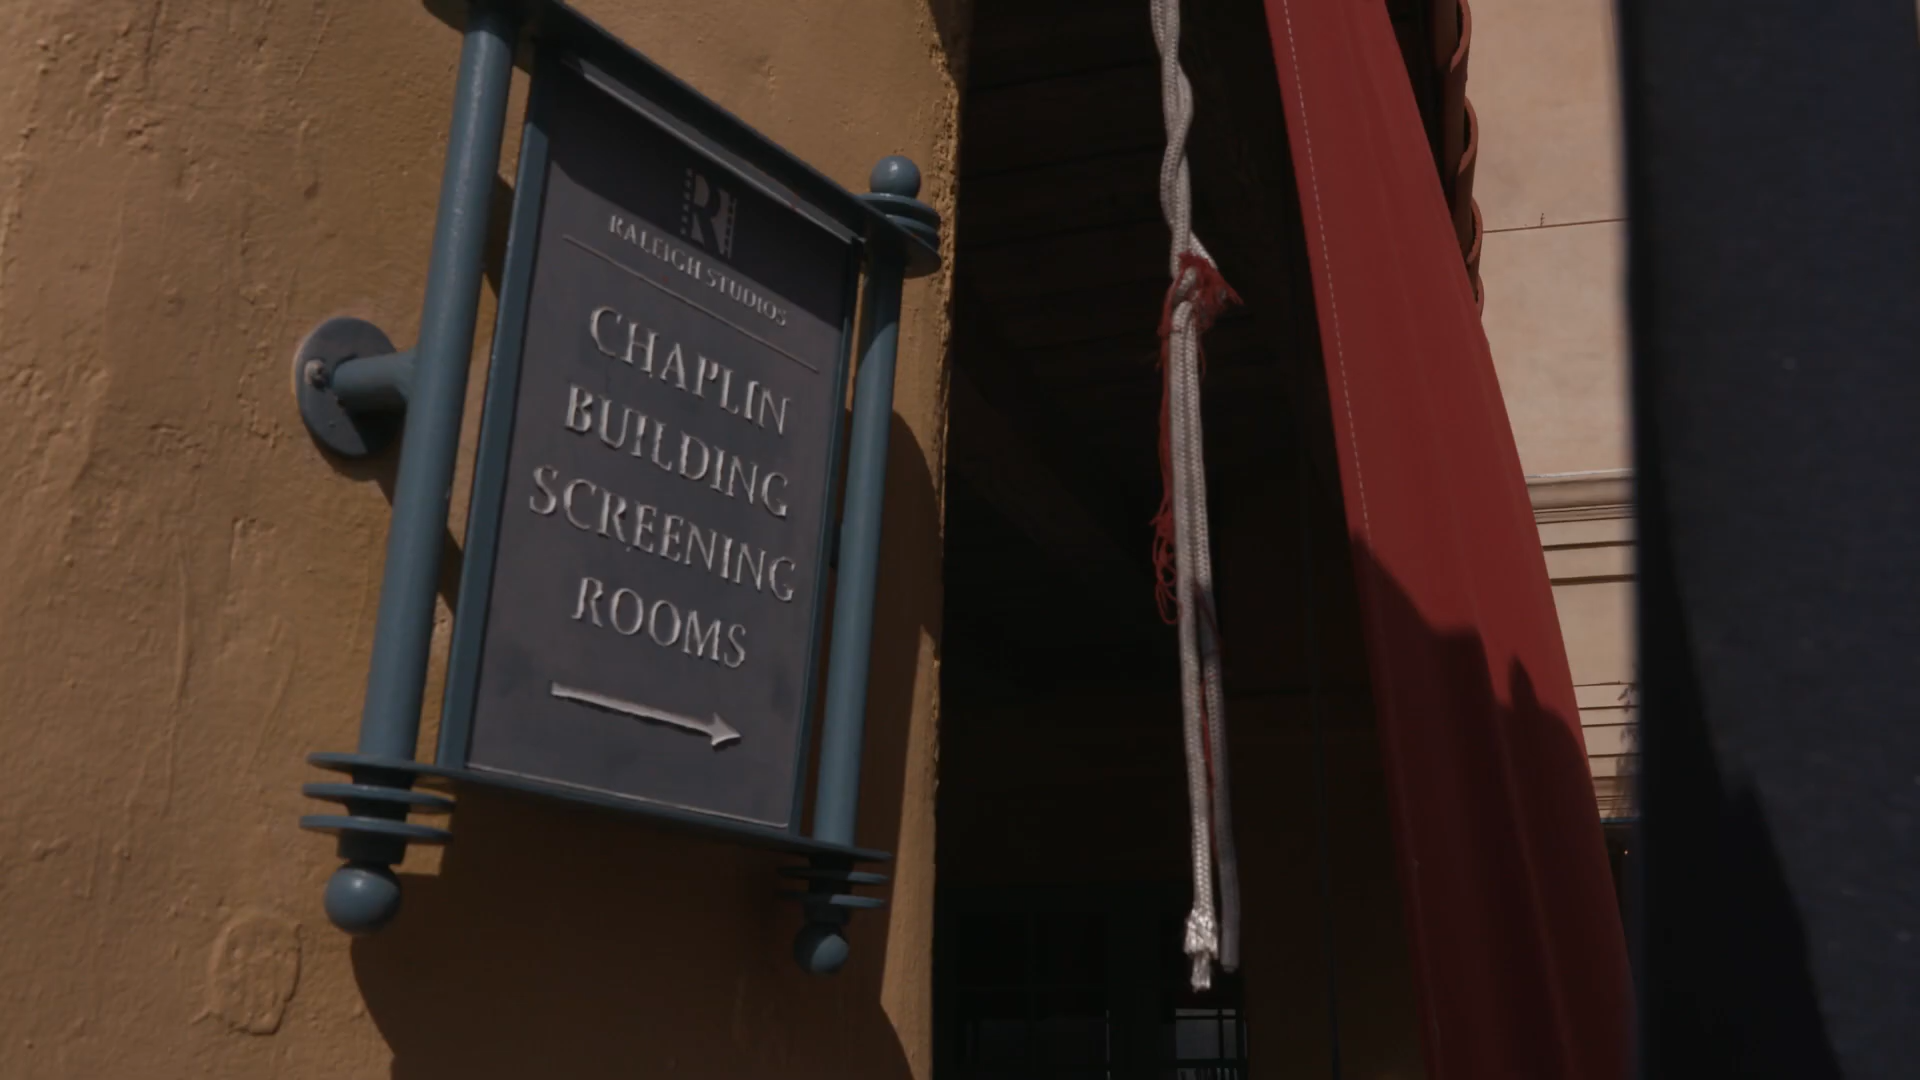 R
RALEIGH STUDIOS
CHAPLIN
BUILDING
SCREENING
ROOMS